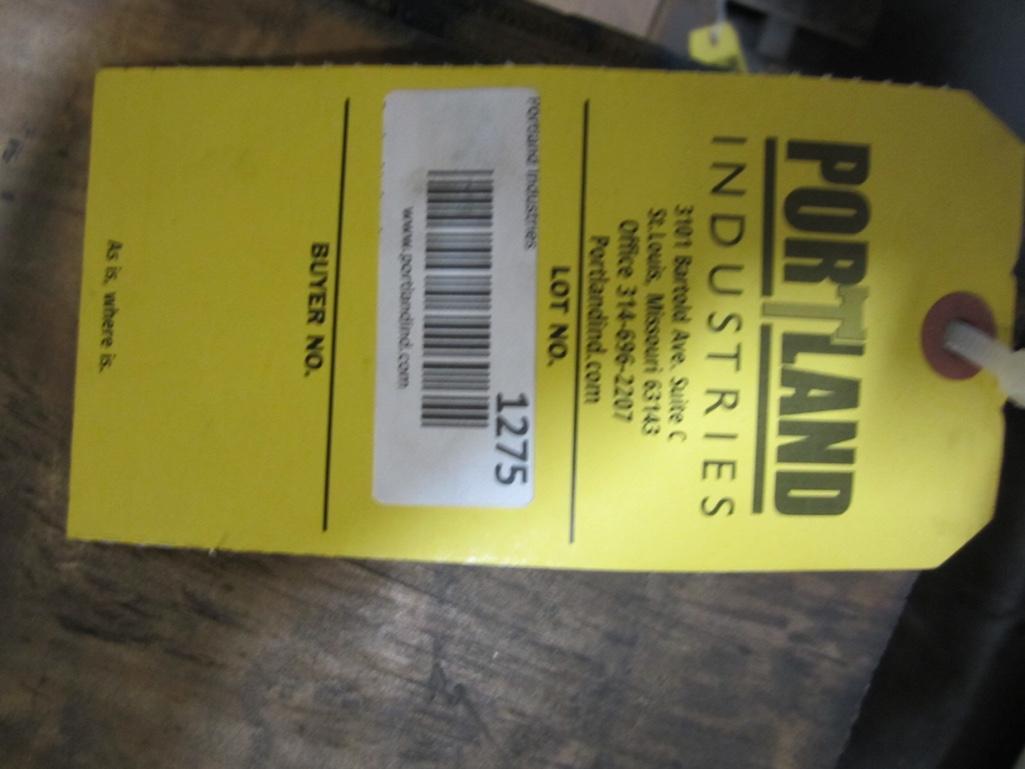 PORTLAND
INDUSTRIES
3101 Bartold Ave. Suite C
St.Louis, Missouri 63143
Office 314-696-2207
Portlandind.com
LOT NO.
Portland Industries
1275
www.portlandind.com
BUYER NO.
As is, where is.